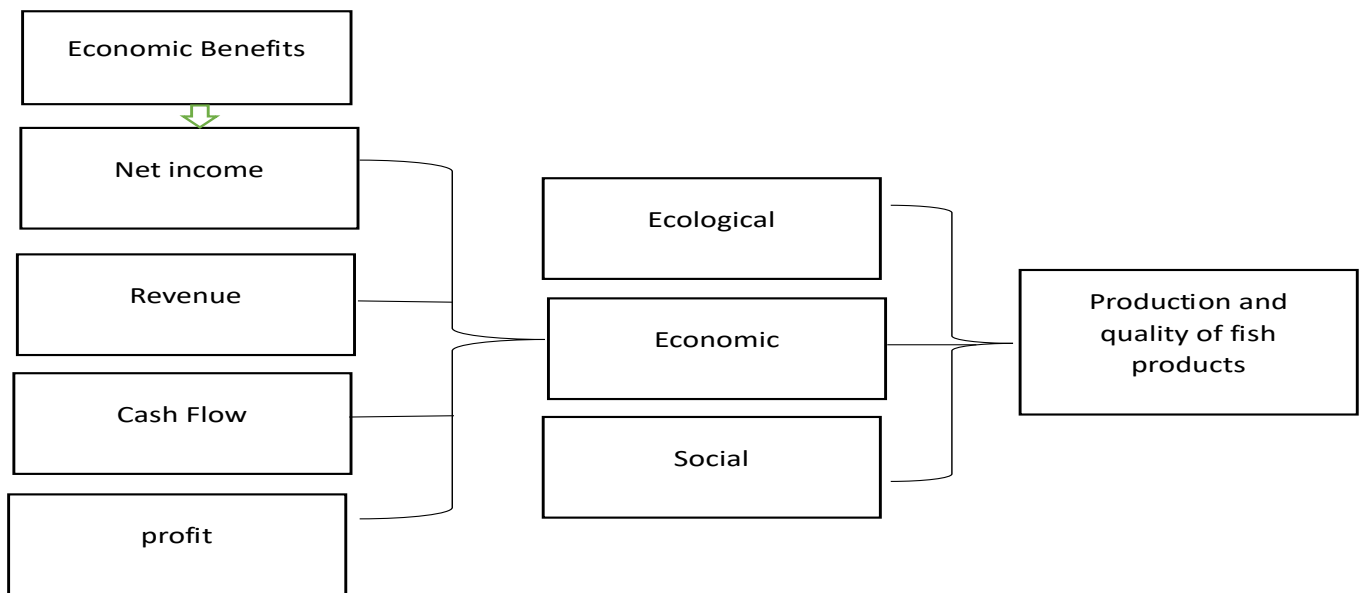 Economic Benefits
Net income
Revenue
Cash Flow
profit
Ecological
Economic
Social
Production and
quality of fish
products